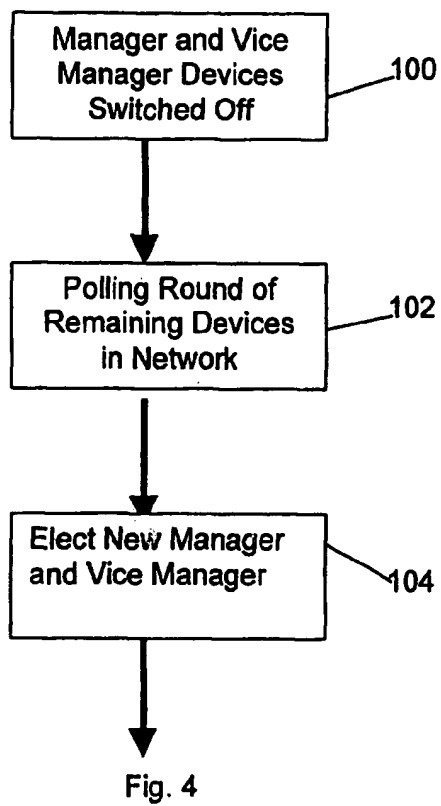 Manager and Vice
Manager Devices
Switched Off
100
Polling Round of
Remaining Devices
in Network
102
Elect New Manager
and Vice Manager
104
Fig. 4